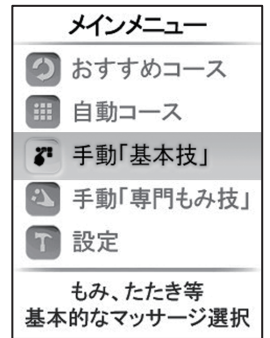 メインメニュー
おすすめコース
自動コース
手動「基本技」
手動「専門もみ技」
設定
もみ、たたき等
基本的なマッサージ選択